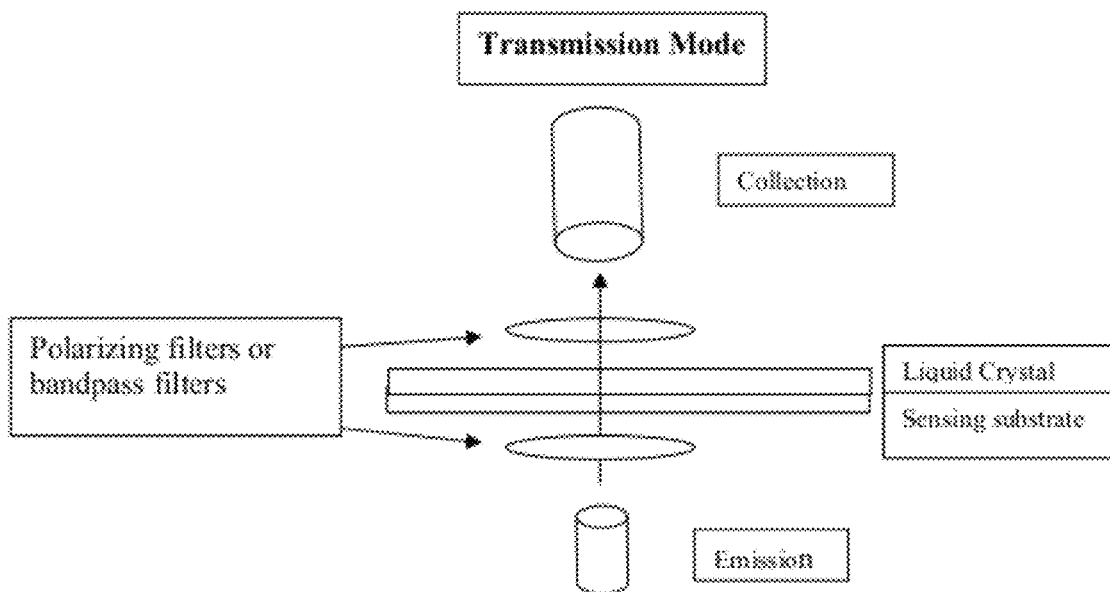 Transmission Mode
Collection
Polarizing filters or
bandpass filters
Liquid Crystal
Sensing substrate
Emission